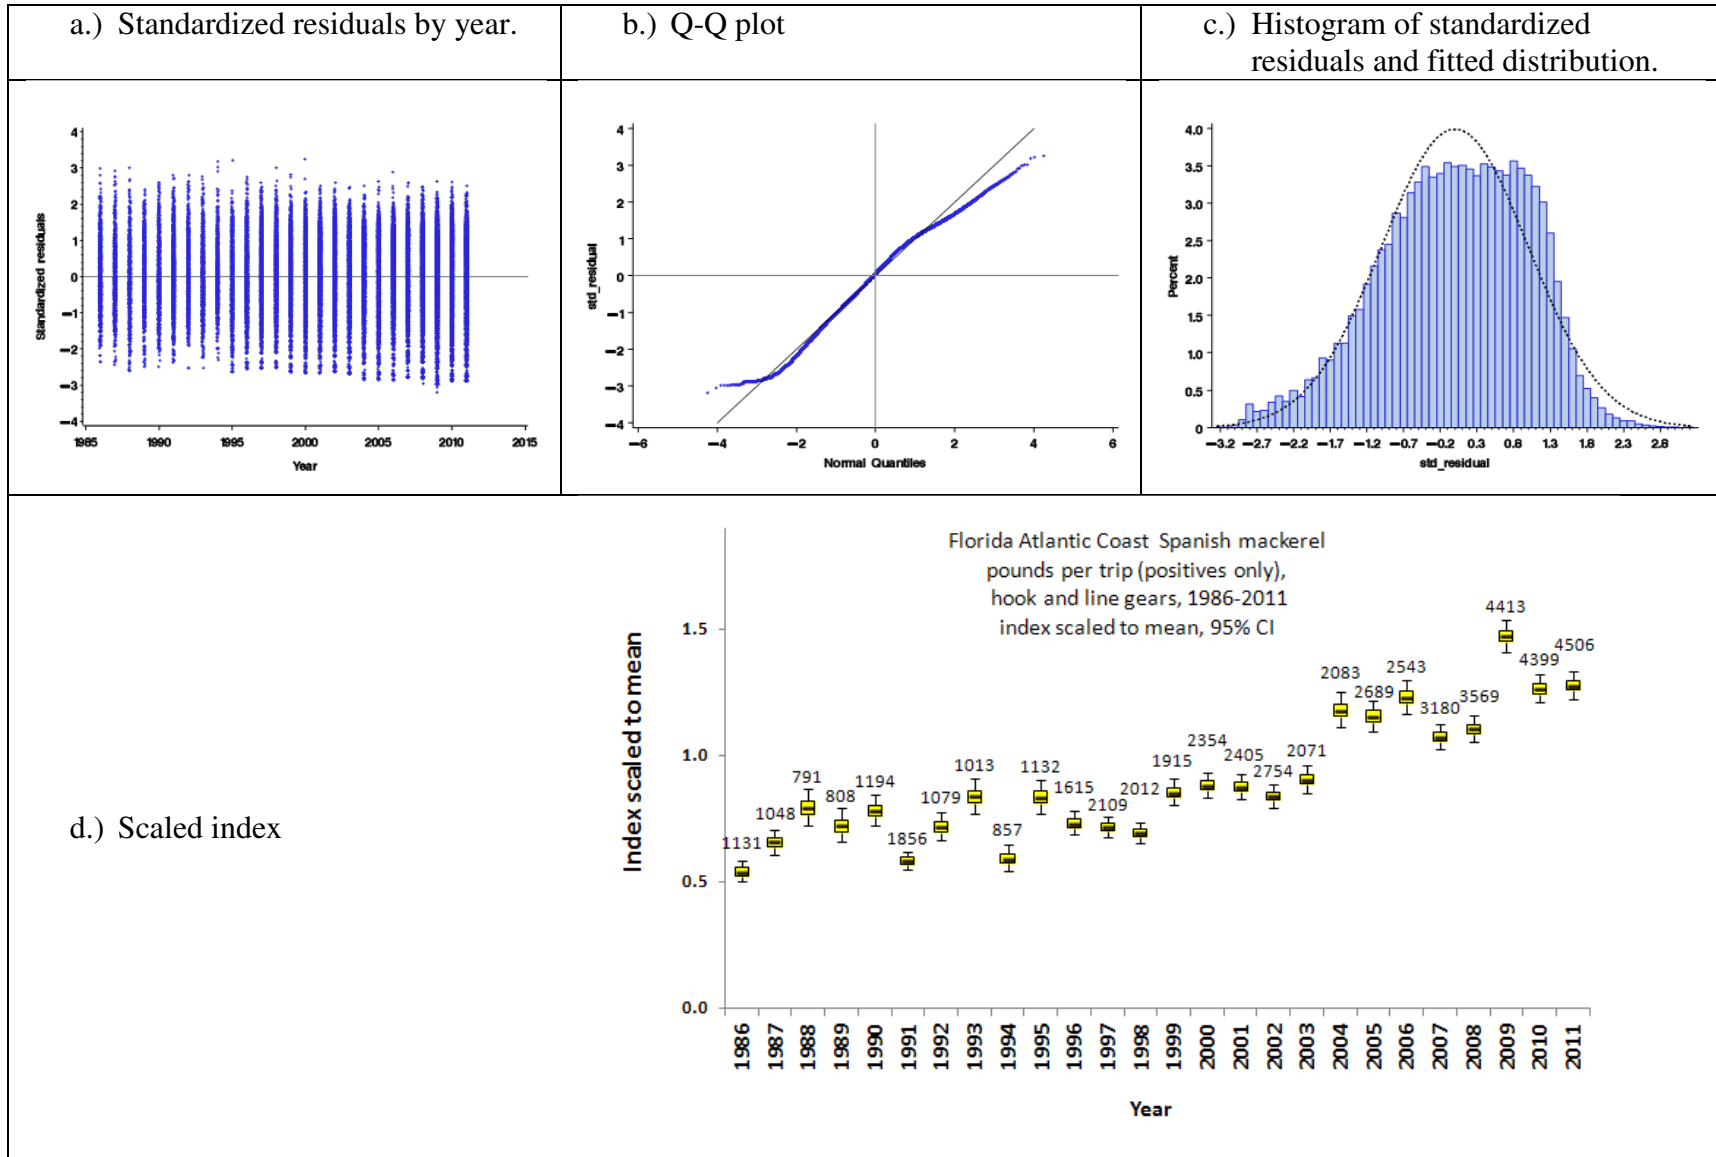 a.) Standardized residuals by year.
b.) Q-Q plot
c.) Histogram of standardized
residuals and fitted distribution.
4
3
2
1
0
−1
−2
−3
−4
Standardized residuals
1985 1990 1995 2000 2005 2010 2015
Year
4
3
2
1
0
−1
−2
−3
−4
std_residual
−6 −4 −2 0 2 4 6
Normal Quantiles
4.0
3.5
3.0
2.5
2.0
1.5
1.0
0.5
0
Percent
−3.2 −2.7 −2.2 −1.7 −1.2 −0.7 −0.2 0.3 0.8 1.3 1.8 2.3 2.8
std_residual
d.) Scaled index
Florida Atlantic Coast Spanish mackerel
pounds per trip (positives only),
hook and line gears, 1986-2011
index scaled to mean, 95% CI
Index scaled to mean
1.5
1.0
0.5
0.0
1131
1048
791
808
1194
1856
1079
1013
857
1132
1615
2109
2012
1915
2354
2405
2754
2071
2083
2689
2543
3180
3569
4413
4399
4506
1986 1987 1988 1989 1990 1991 1992 1993 1994 1995 1996 1997 1998 1999 2000 2001 2002 2003 2004 2005 2006 2007 2008 2009 2010 2011
Year